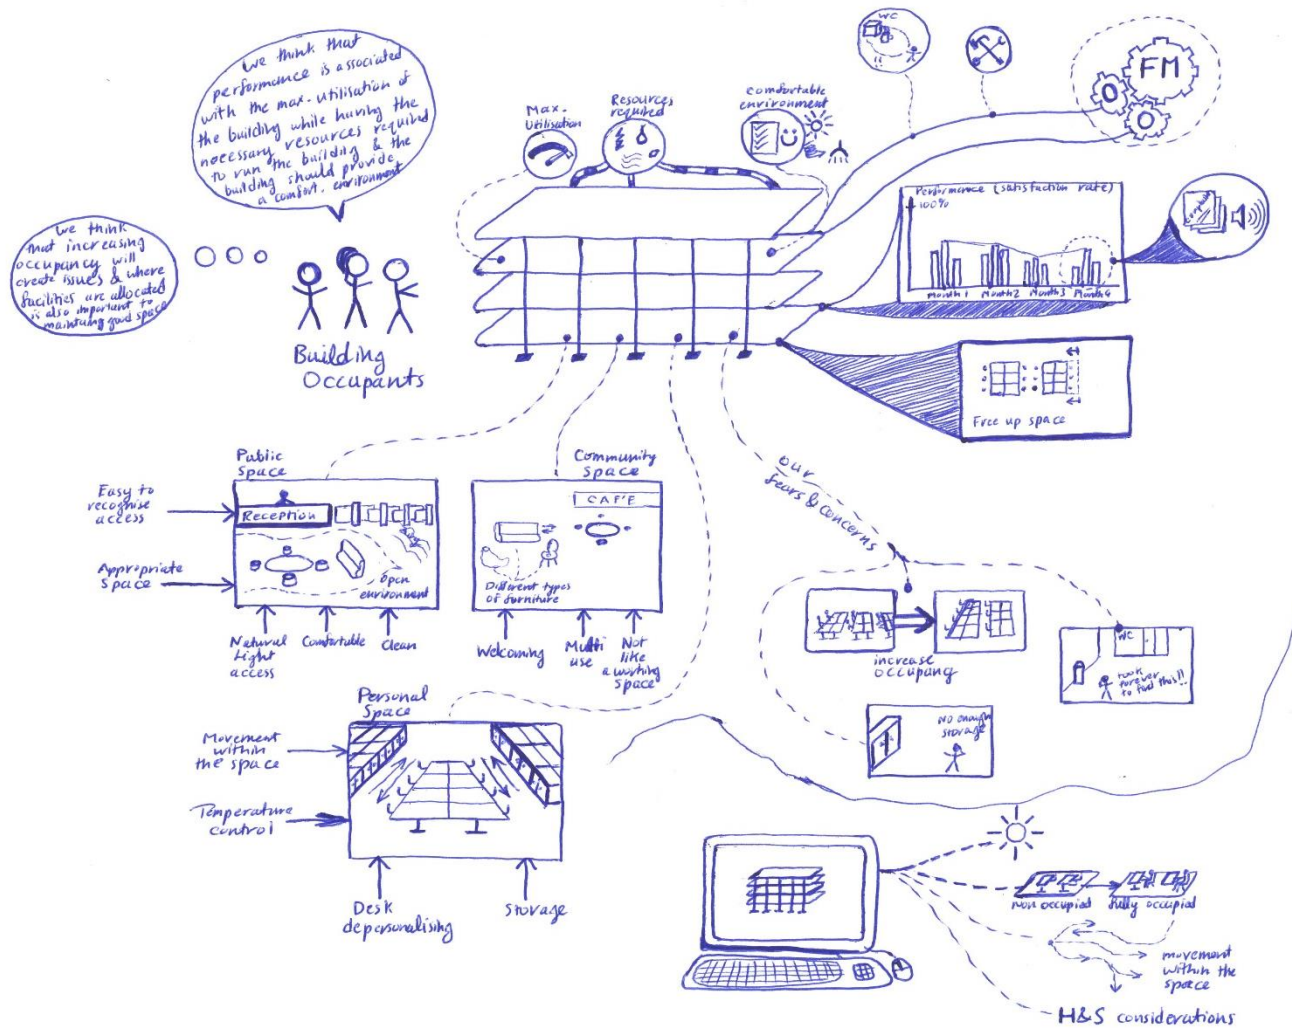 we think that
performance is associated
with the max. utilisation of
the building while having the
necessary resources required
to run the building & the
building should provide
a comfort. environment
we think
that increasing
occupancy will
create issues & where
facilities are allocated
is also important to
maintaing good space
Building
Occupants
Max.
Utilisation
Resources
required
comfortable
environment
WC
FM
Performance (satisfaction rate)
100%
Month 1
Month 2
Month 3
Month 4
Free up space
Public
Space
Easy to
recognise
access
Appropriate
Space
Reception
open
environment
Natural
light
access
Comfortable
Clean
Community
Space
CAFE
Different types
of furniture
Welcoming
Multi
use
Not
like
a working
space
our
fears & concerns
increase
occupany
WC
took
forever
to find this!!
No enough
storage
Personal
Space
Movement
within
the space
Temperature
control
Desk
depersonalising
Storage
Non occupied
fully occupied
movement
within the
space
H&S considerations